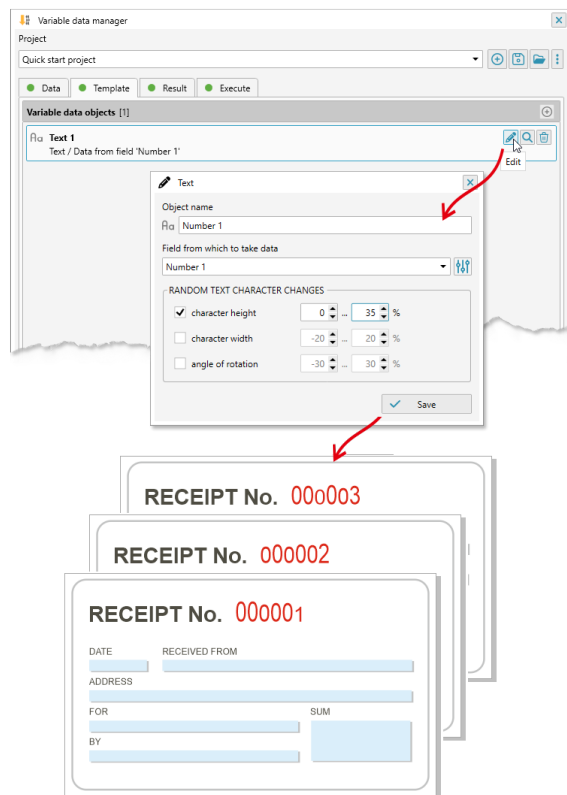 Variable data manager
Project
Quick start project
Data Template Result Execute
Variable data objects [1]
Aa Text 1
Text / Data from field 'Number 1'
Edit
Text
Object name
Aa Number 1
Field from which to take data
Number 1
RANDOM TEXT CHARACTER CHANGES
character height 0 ... 35 %
character width -20 ... 20 %
angle of rotation -30 ... 30 %
Save
RECEIPT No. 000003
RECEIPT No. 000002
RECEIPT No. 000001
DATE RECEIVED FROM
ADDRESS
FOR SUM
BY